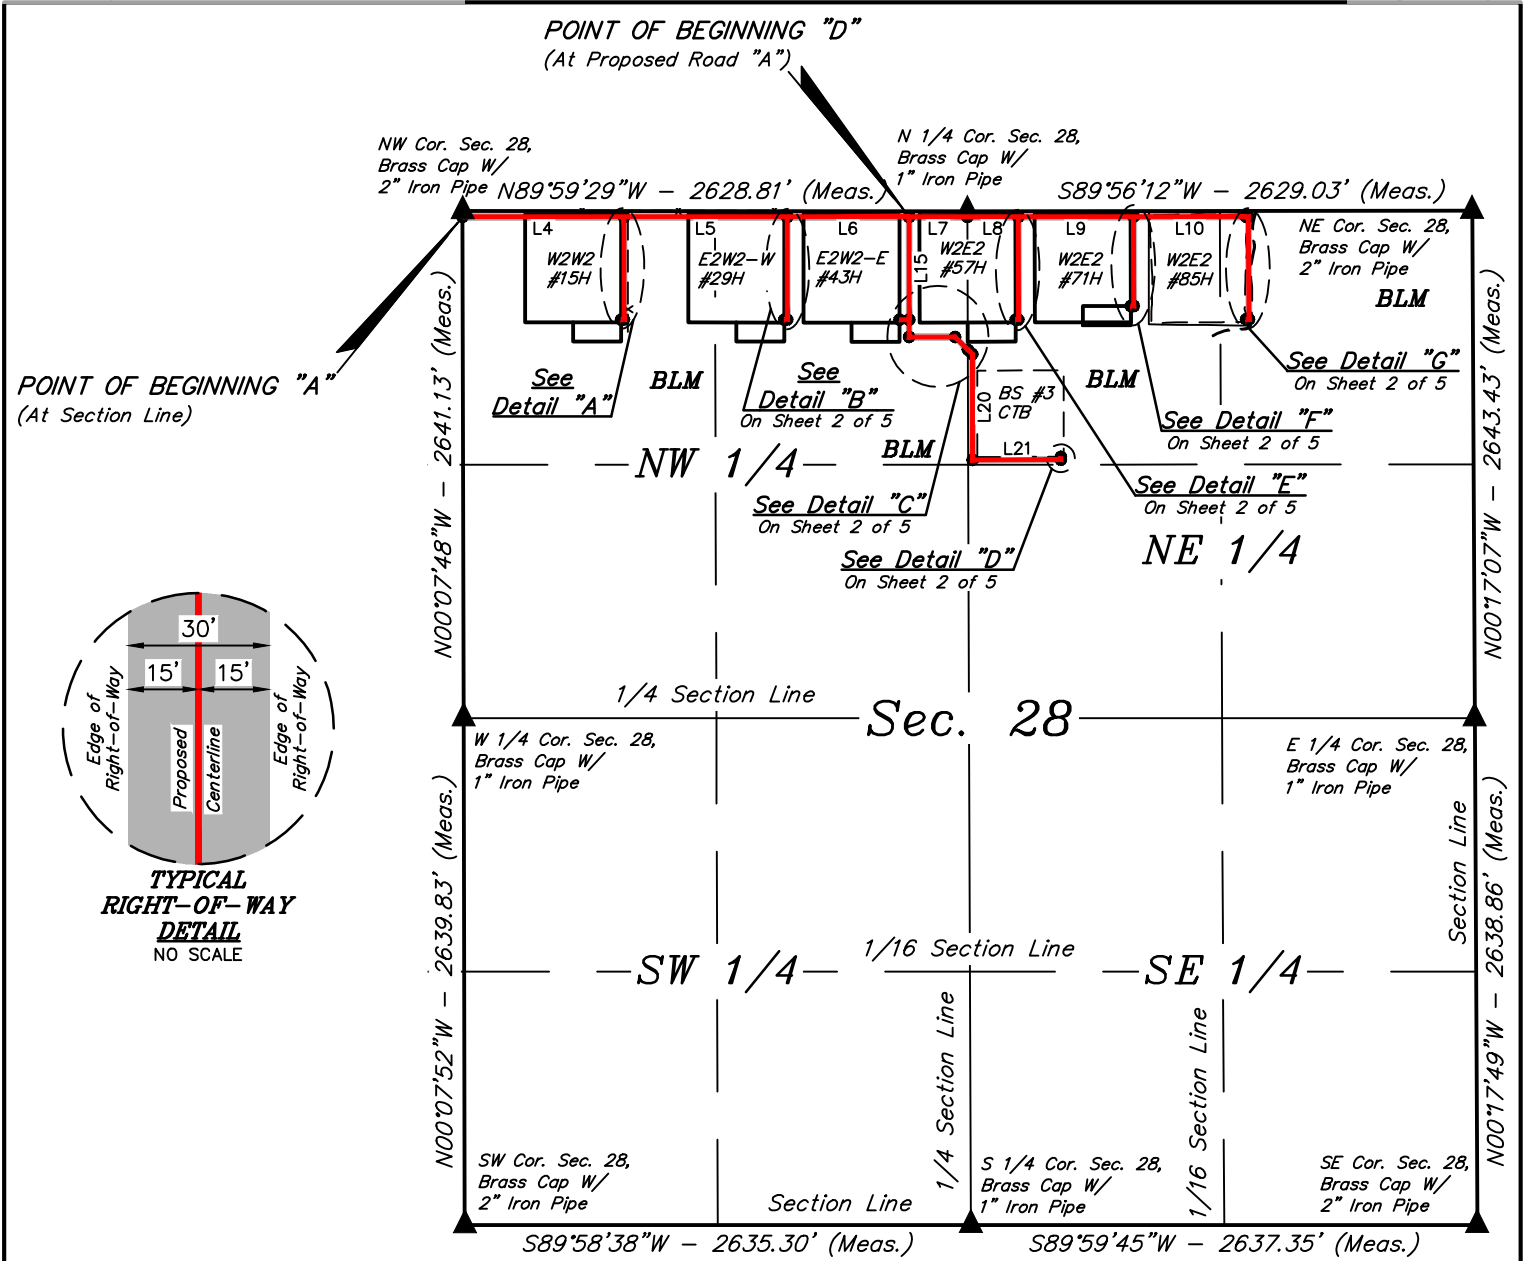 POINT OF BEGINNING "D"
(At Proposed Road "A")
NW Cor. Sec. 28,
Brass Cap W/
2" Iron Pipe
N 1/4 Cor. Sec. 28,
Brass Cap W/
1" Iron Pipe
N89°59'29"W - 2628.81' (Meas.)
S89°56'12"W - 2629.03' (Meas.)
NE Cor. Sec. 28,
Brass Cap W/
2" Iron Pipe
BLM
L4
W2W2
#15H
L5
E2W2-W
#29H
L6
E2W2-E
#43H
L15
L7
L8
W2E2
#57H
L9
W2E2
#71H
L10
W2E2
#85H
POINT OF BEGINNING "A"
(At Section Line)
See
Detail "A"
BLM
See
Detail "B"
On Sheet 2 of 5
BLM
L20
BS #3
CTB
L21
BLM
See Detail "G"
On Sheet 2 of 5
See Detail "F"
On Sheet 2 of 5
See Detail "E"
On Sheet 2 of 5
See Detail "C"
On Sheet 2 of 5
See Detail "D"
On Sheet 2 of 5
NW 1/4
NE 1/4
N00°07'48"W - 2641.13' (Meas.)
N00°17'07"W - 2643.43' (Meas.)
30'
15'
15'
Edge of
Right-of-Way
Proposed
Centerline
Edge of
Right-of-Way
TYPICAL
RIGHT-OF-WAY
DETAIL
NO SCALE
1/4 Section Line
Sec. 28
W 1/4 Cor. Sec. 28,
Brass Cap W/
1" Iron Pipe
E 1/4 Cor. Sec. 28,
Brass Cap W/
1" Iron Pipe
N00°07'52"W - 2639.83' (Meas.)
N00°17'49"W - 2638.86' (Meas.)
Section Line
SW 1/4
1/16 Section Line
SE 1/4
1/4 Section Line
1/16 Section Line
SW Cor. Sec. 28,
Brass Cap W/
2" Iron Pipe
Section Line
S 1/4 Cor. Sec. 28,
Brass Cap W/
1" Iron Pipe
SE Cor. Sec. 28,
Brass Cap W/
2" Iron Pipe
S89°58'38"W - 2635.30' (Meas.)
S89°59'45"W - 2637.35' (Meas.)